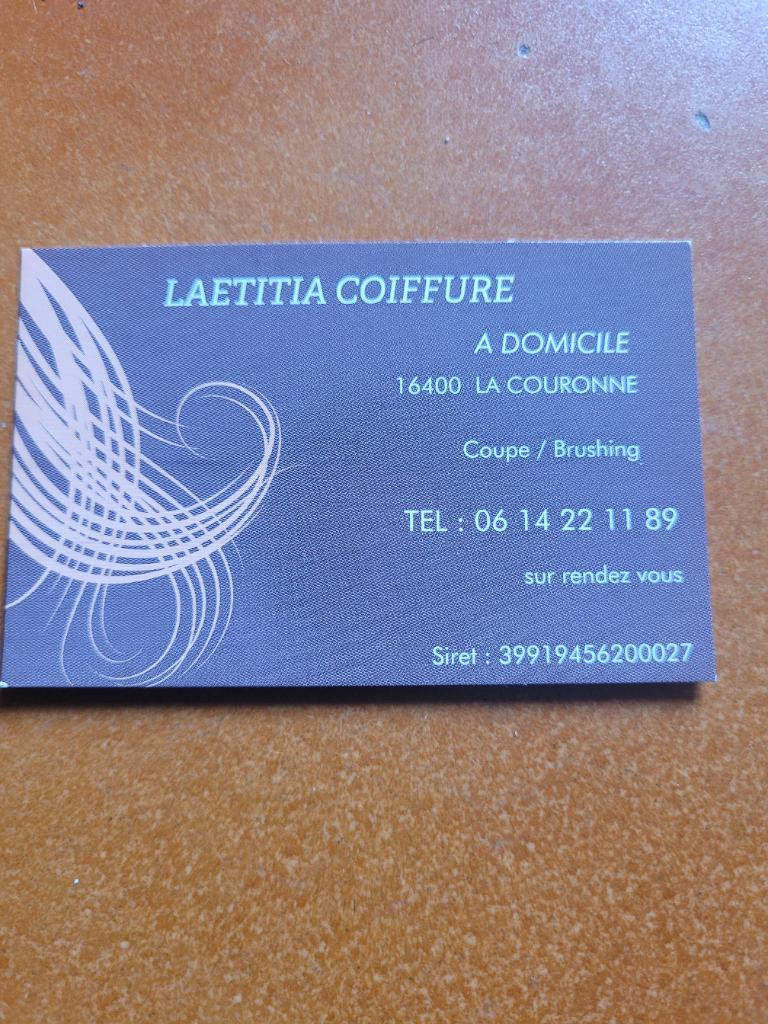 LAETITIA COIFFURE
A DOMICILE
16400 LA COURONNE
Coupe / Brushing
TEL : 06 14 22 11 89
sur rendez vous
Siret : 39919456200027